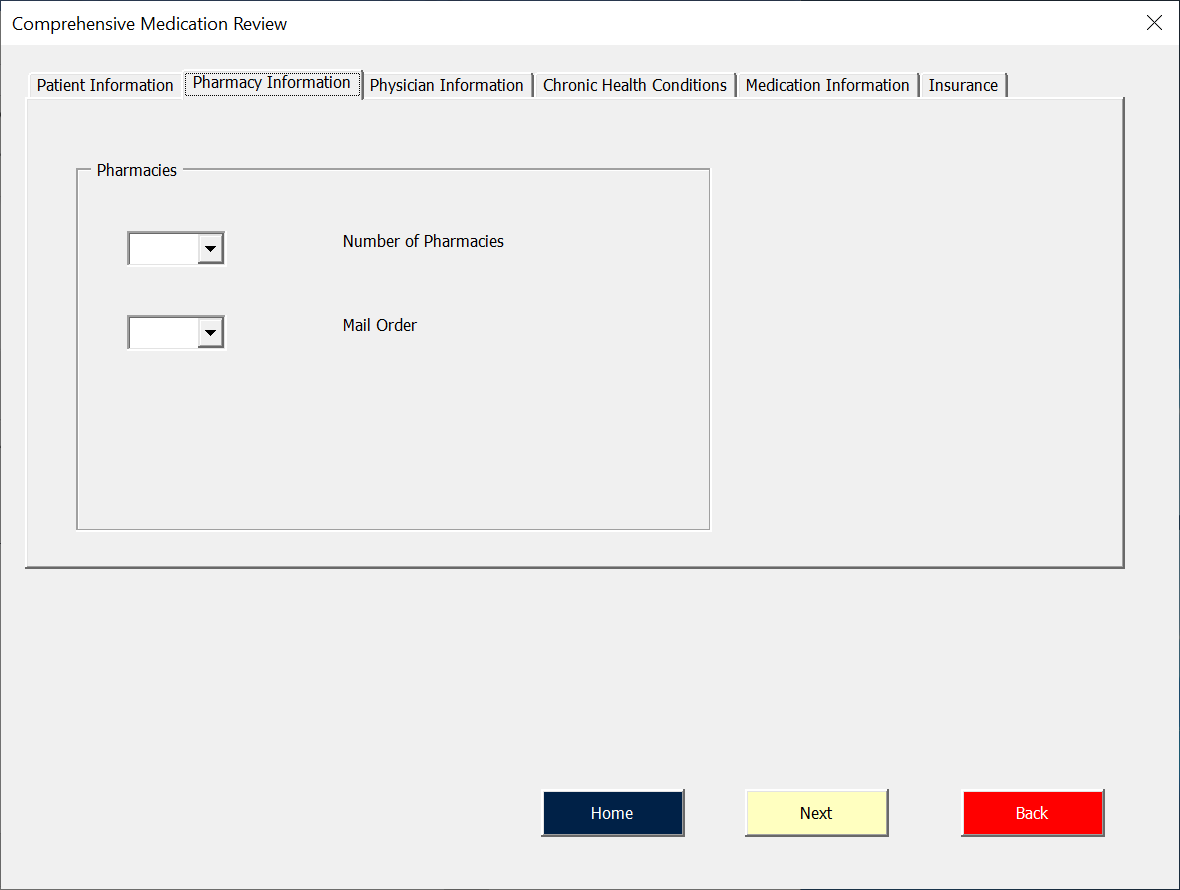 Comprehensive Medication Review
Patient Information Pharmacy Information Physician Information Chronic Health Conditions Medication Information Insurance
Pharmacies
Number of Pharmacies
Mail Order
Home Next Back